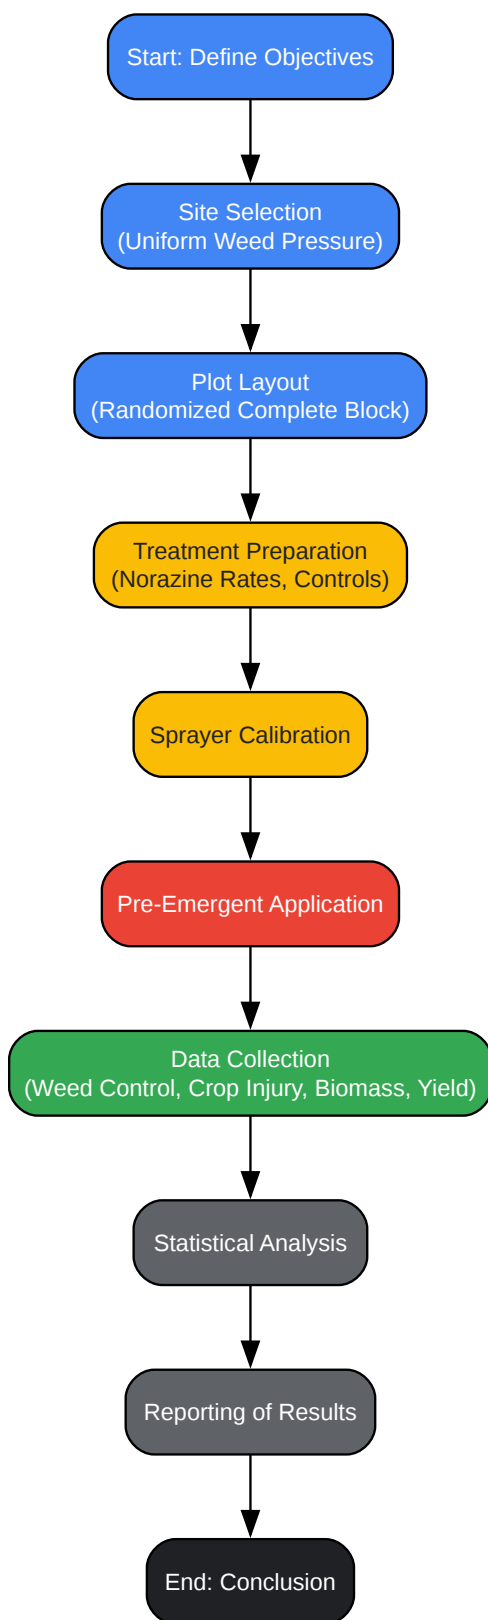 Start: Define Objectives
Site Selection
(Uniform Weed Pressure)
Plot Layout
(Randomized Complete Block)
Treatment Preparation
(Norazine Rates, Controls)
Sprayer Calibration
Pre-Emergent Application
Data Collection
(Weed Control, Crop Injury, Biomass, Yield)
Statistical Analysis
Reporting of Results
End: Conclusion